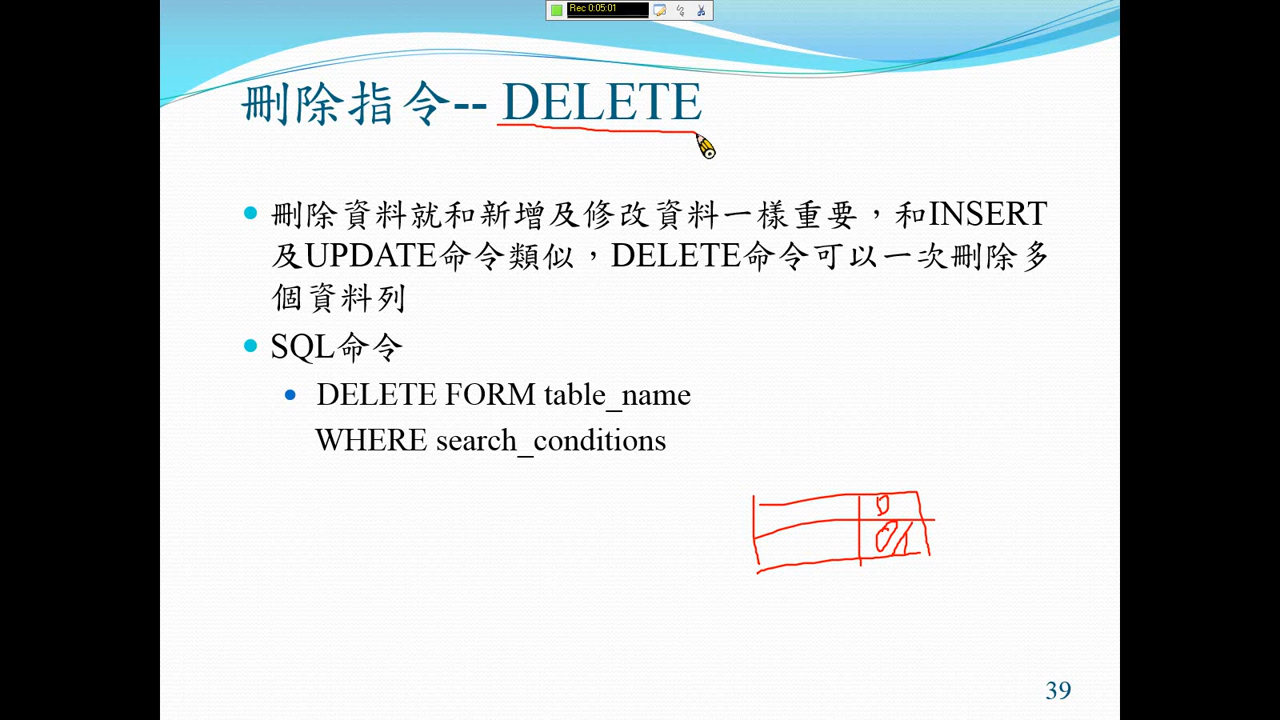 Rec 0:05:01
刪除指令-- DELETE
刪除資料就和新增及修改資料一樣重要，和INSERT
及UPDATE命令類似，DELETE命令可以一次刪除多
個資料列
SQL命令
DELETE FORM table_name
WHERE search_conditions
39